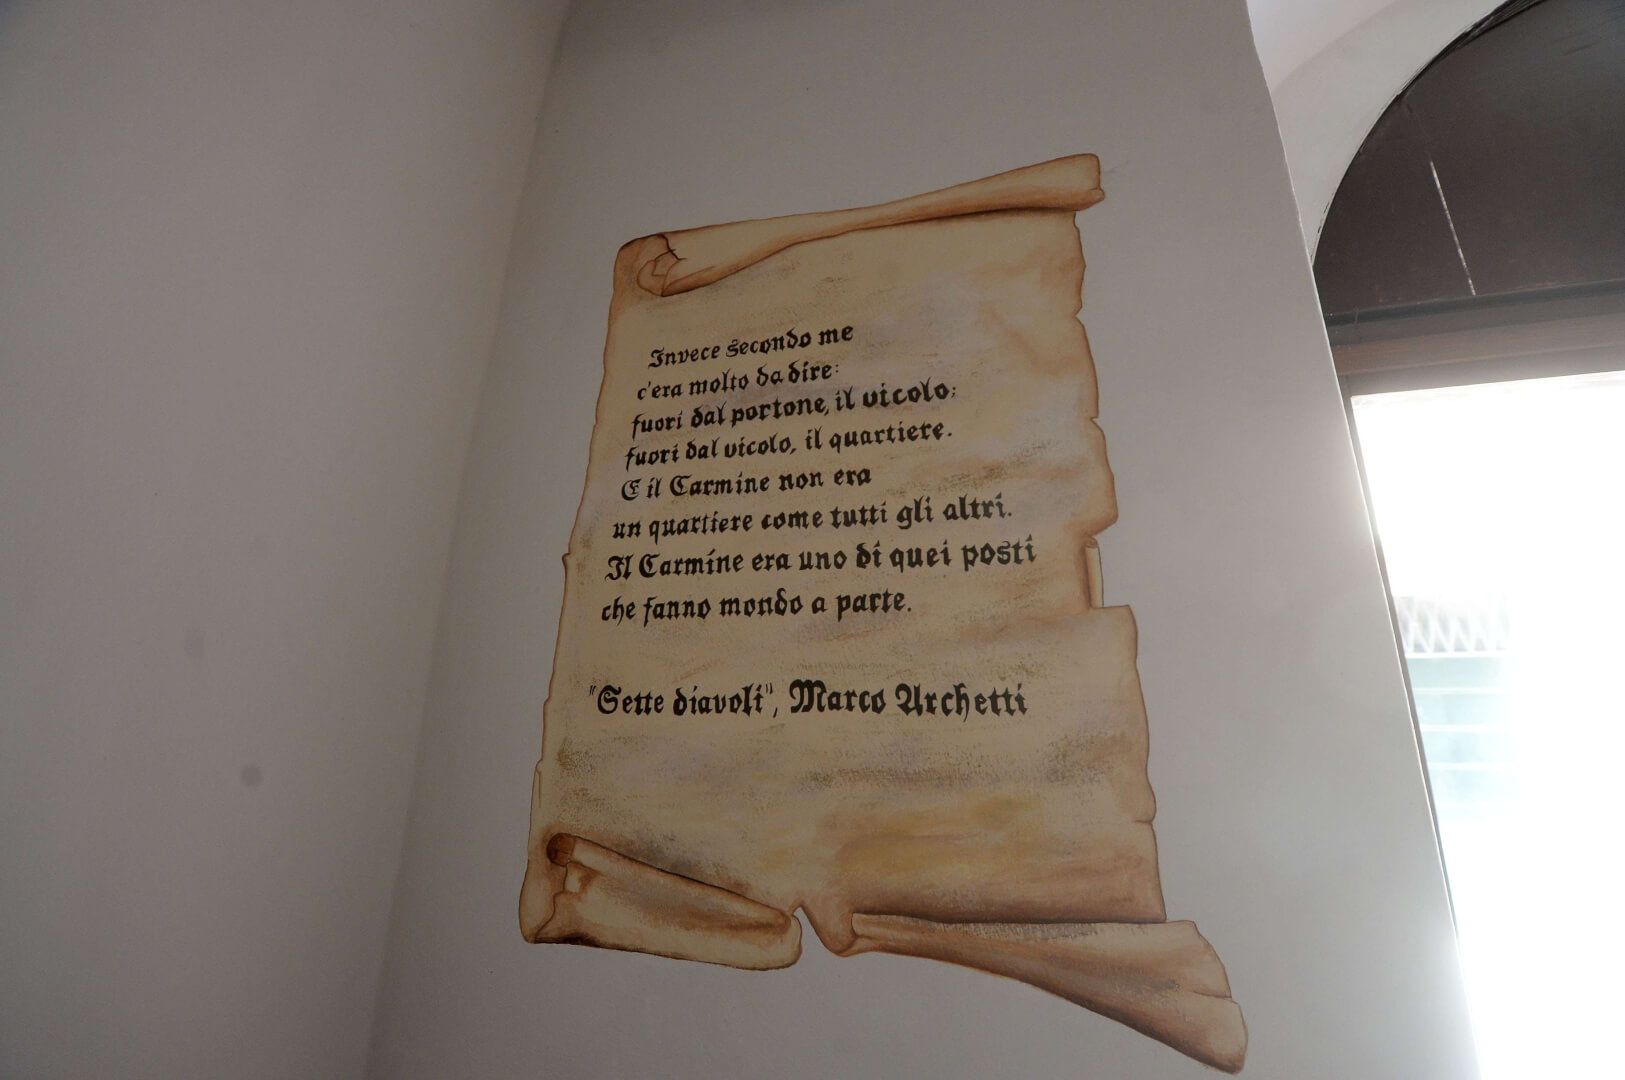 Invece secondo me
c'era molto da dire:
fuori dal portone, il vicolo;
fuori dal vicolo, il quartiere.
E il Carmine non era
un quartiere come tutti gli altri.
Il Carmine era uno di quei posti
che fanno mondo a parte.
"Sette diavoli", Marco Archetti